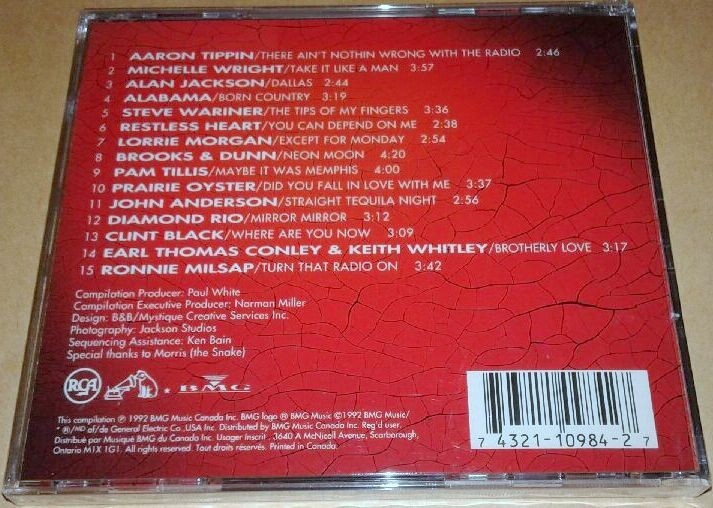 1 AARON TIPPIN/THERE AIN'T NOTHIN WRONG WITH THE RADIO 2:46
2 MICHELLE WRIGHT/TAKE IT LIKE A MAN 3:57
3 ALAN JACKSON/DALLAS 2:44
4 ALABAMA/BORN COUNTRY 3:19
5 STEVE WARINER/THE TIPS OF MY FINGERS 3:36
6 RESTLESS HEART/YOU CAN DEPEND ON ME 2:38
7 LORRIE MORGAN/EXCEPT FOR MONDAY 2:54
8 BROOKS & DUNN/NEON MOON 4:20
9 PAM TILLIS/MAYBE IT WAS MEMPHIS 4:00
10 PRAIRIE OYSTER/DID YOU FALL IN LOVE WITH ME 3:37
11 JOHN ANDERSON/STRAIGHT TEQUILA NIGHT 2:56
12 DIAMOND RIO/MIRROR MIRROR 3:12
13 CLINT BLACK/WHERE ARE YOU NOW 3:09
14 EARL THOMAS CONLEY & KEITH WHITLEY/BROTHERLY LOVE 3:17
15 RONNIE MILSAP/TURN THAT RADIO ON 3:42
Compilation Producer: Paul White
Compilation Executive Producer: Norman Miller
Design: B&B/Mystique Creative Services Inc.
Photography: Jackson Studios
Sequencing Assistance: Ken Bain
Special thanks to Morris (the Snake)
RCA BMG
This compilation ℗ 1992 BMG Music Canada Inc. BMG logo ® BMG Music ©1992 BMG Music/
* ®/MD of/de General Electric Co., USA Inc. Distributed by BMG Music Canada Inc. Reg'd user.
Distribué par Musique BMG du Canada Inc. Usager Inscrit. 3640 A McNicoll Avenue, Scarborough,
Ontario M1X 1G1. All rights reserved. Tout droits réservés. Printed in Canada.
7 4321-10984-2 7